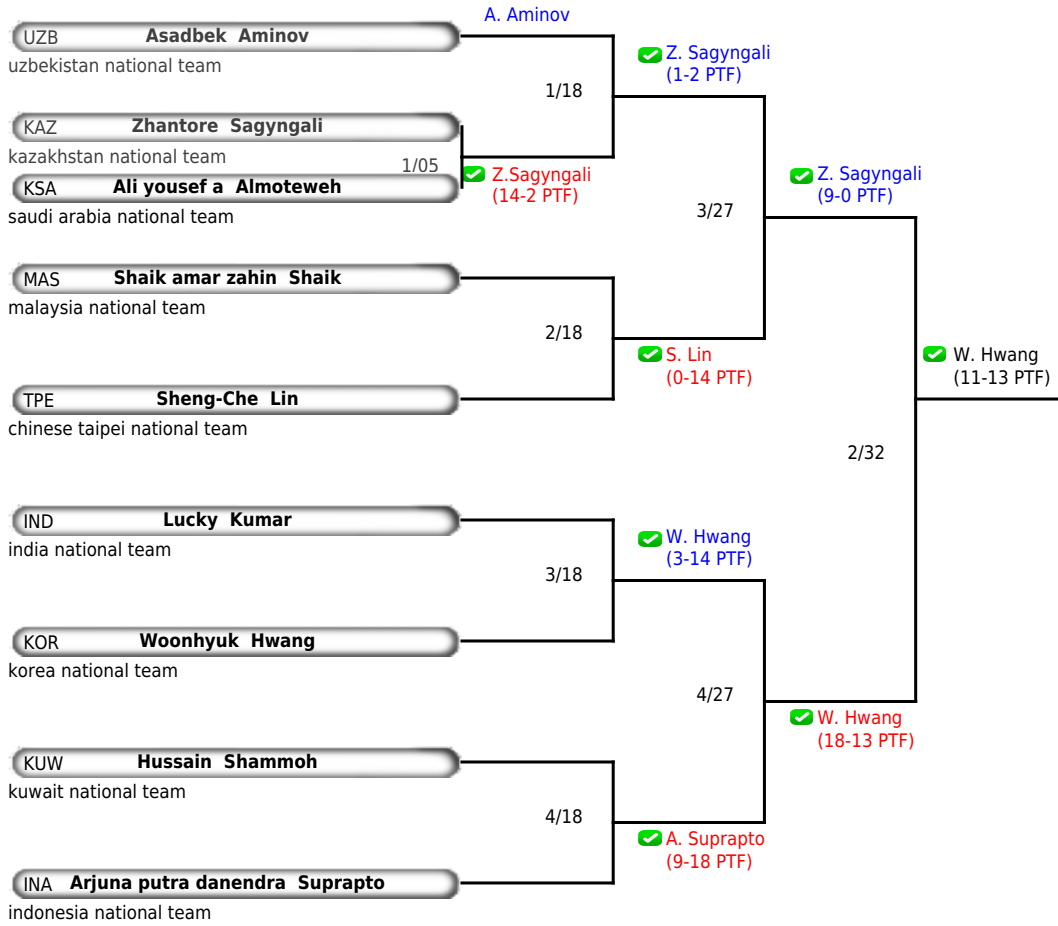 A. Aminov
UZB Asadbek Aminov
uzbekistan national team
Z. Sagyngali
(1-2 PTF)
1/18
KAZ Zhantore Sagyngali
kazakhstan national team
1/05
Z.Sagyngali
(14-2 PTF)
KSA Ali yousef a Almoteweh
saudi arabia national team
Z. Sagyngali
(9-0 PTF)
3/27
MAS Shaik amar zahin Shaik
malaysia national team
2/18
S. Lin
(0-14 PTF)
W. Hwang
(11-13 PTF)
TPE Sheng-Che Lin
chinese taipei national team
2/32
IND Lucky Kumar
india national team
W. Hwang
(3-14 PTF)
3/18
KOR Woonhyuk Hwang
korea national team
4/27
W. Hwang
(18-13 PTF)
KUW Hussain Shammoh
kuwait national team
4/18
A. Suprapto
(9-18 PTF)
INA Arjuna putra danendra Suprapto
indonesia national team